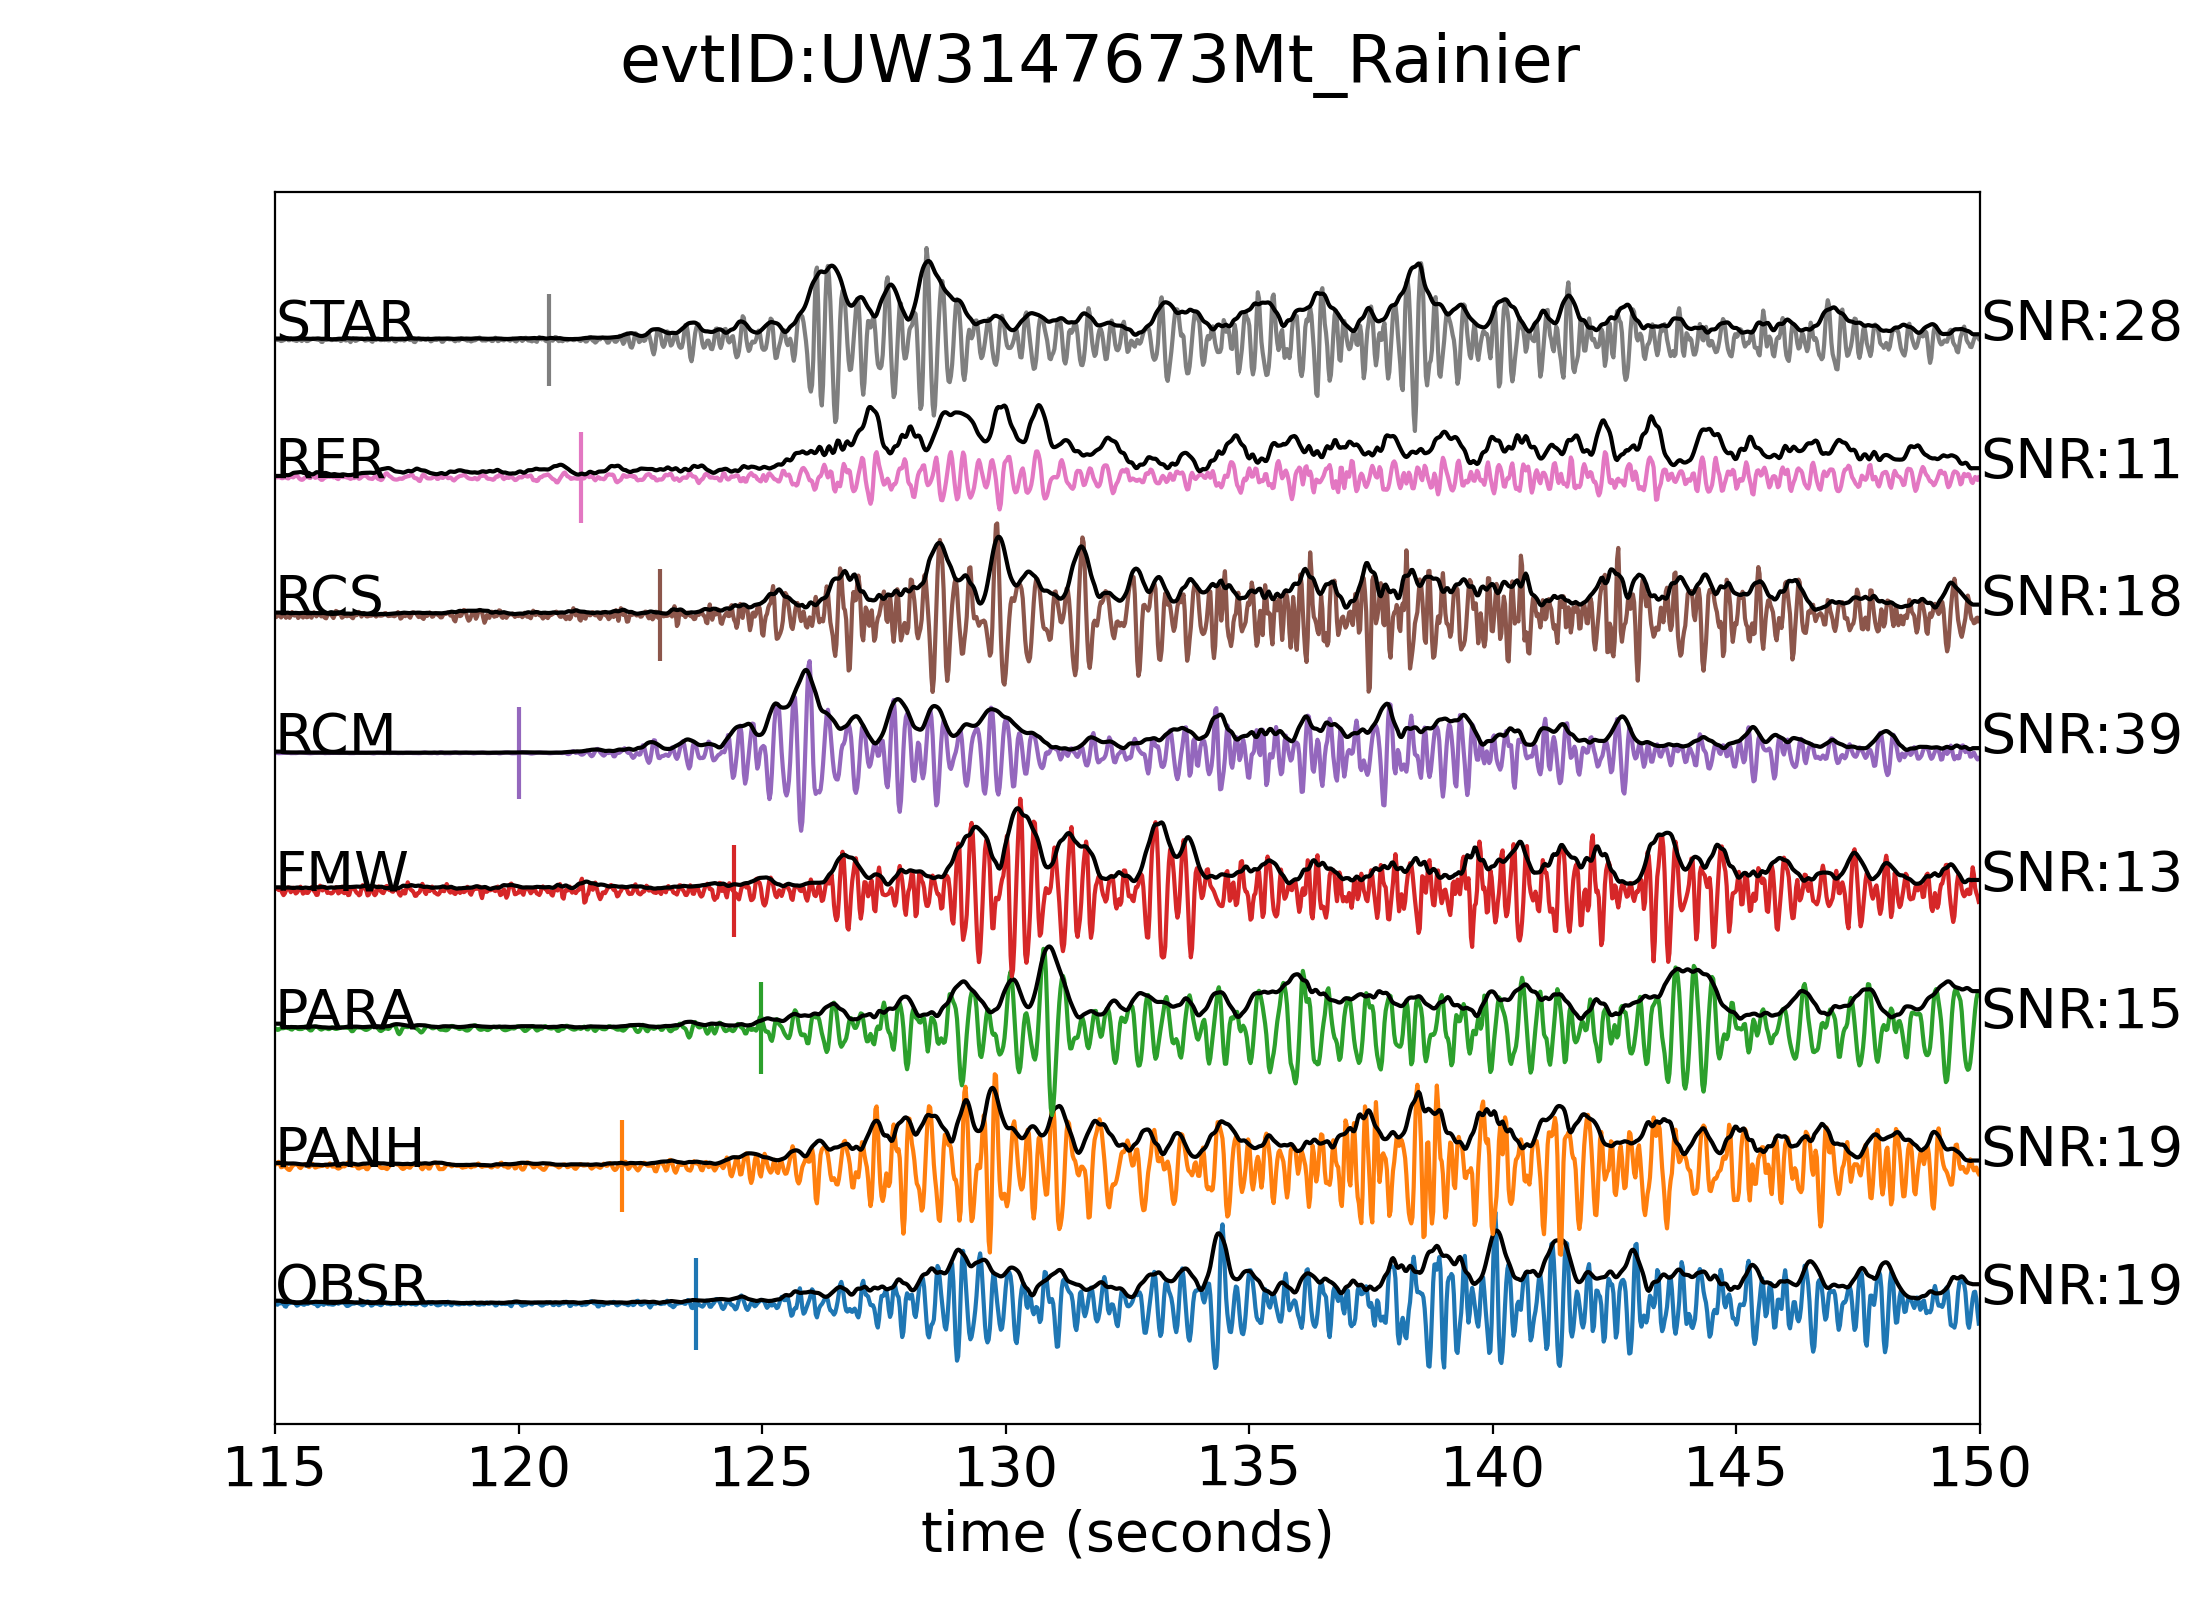 evtID:UW3147673Mt_Rainier
STAR SNR:28
RER SNR:11
RCS SNR:18
RCM SNR:39
FMW SNR:13
PARA SNR:15
PANH SNR:19
OBSR SNR:19
115 120 125 130 135 140 145 150
time (seconds)